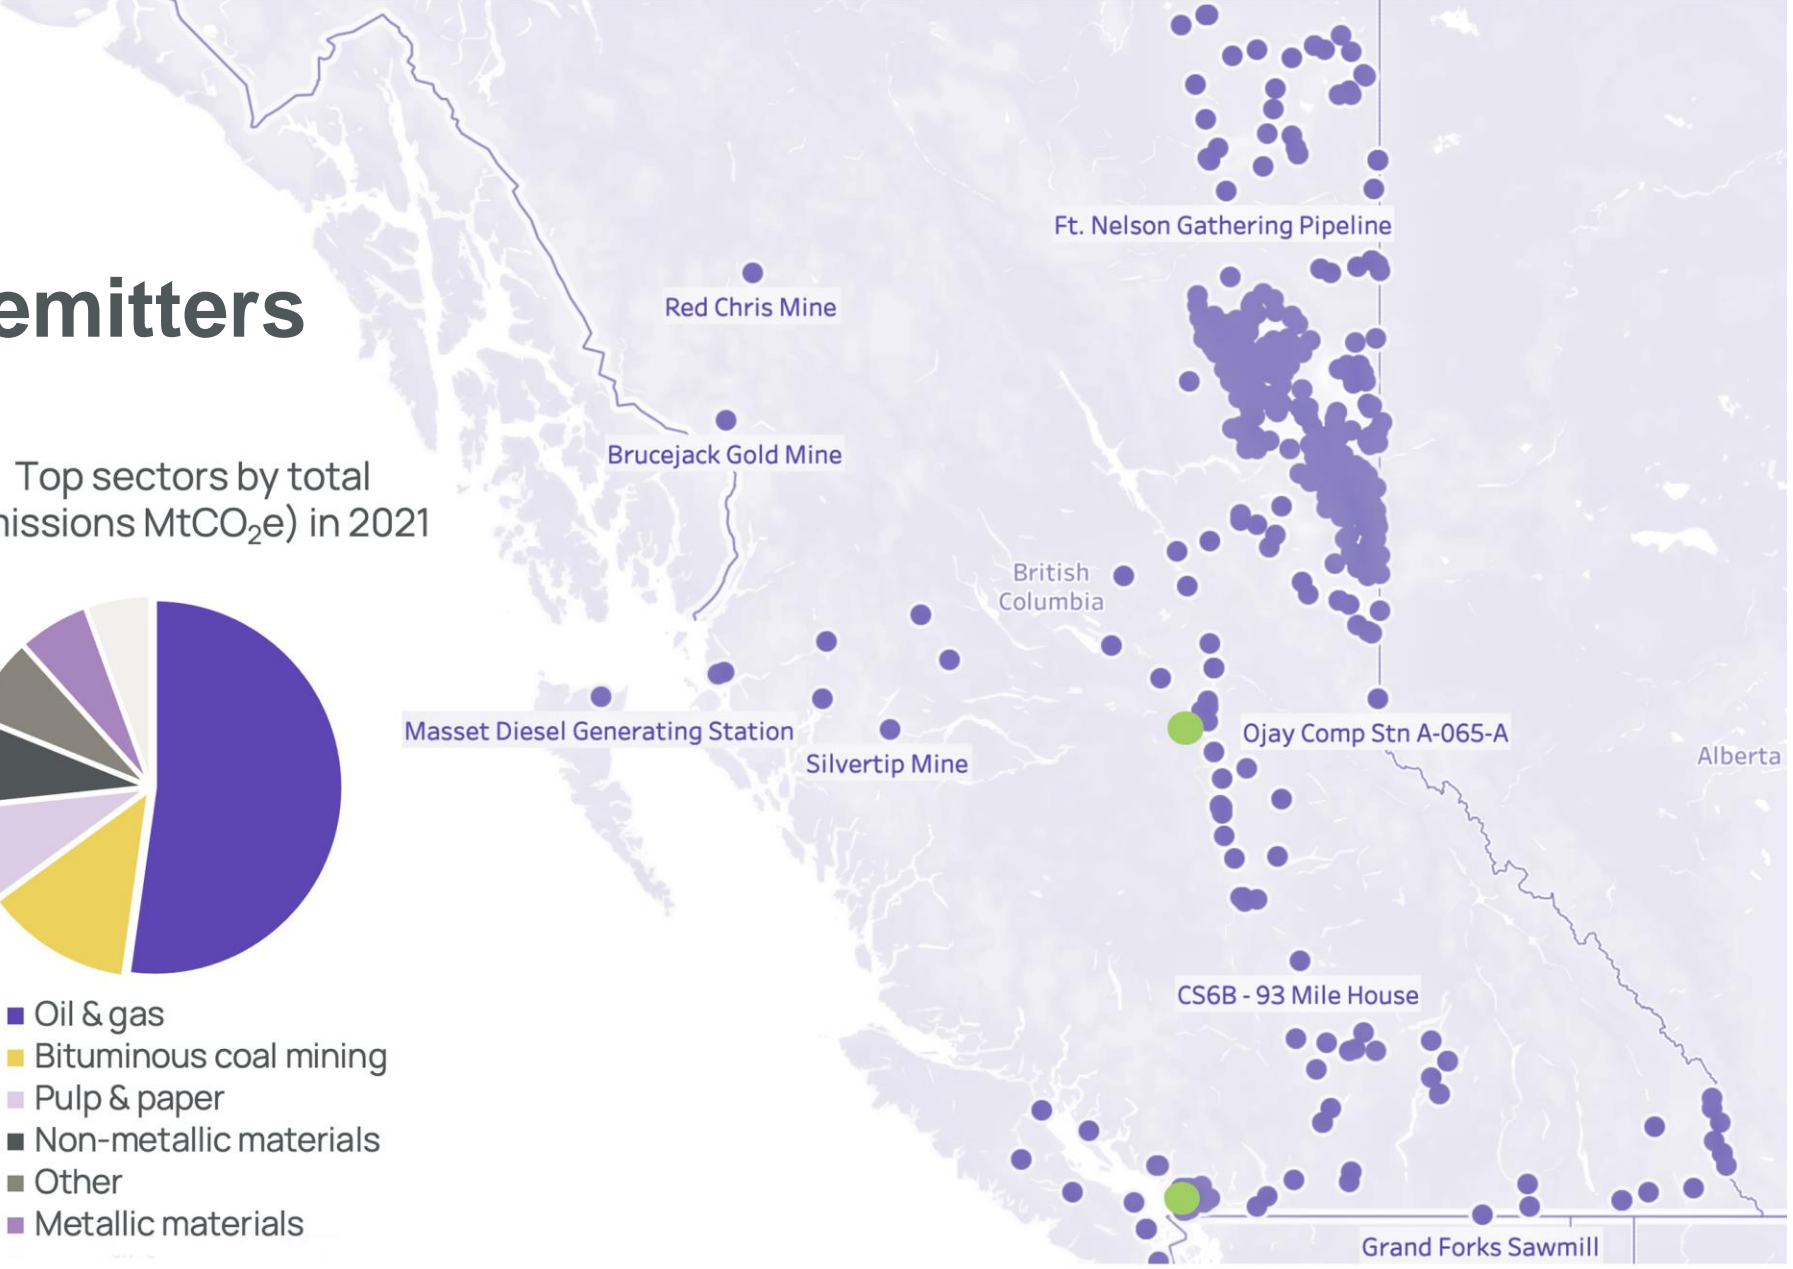 emitters
Top sectors by total
missions MtCO₂e) in 2021
Oil & gas
Bituminous coal mining
Pulp & paper
Non-metallic materials
Other
Metallic materials
Ft. Nelson Gathering Pipeline
Red Chris Mine
Brucejack Gold Mine
British
Columbia
Masset Diesel Generating Station
Ojay Comp Stn A-065-A
Silvertip Mine
Alberta
CS6B - 93 Mile House
Grand Forks Sawmill